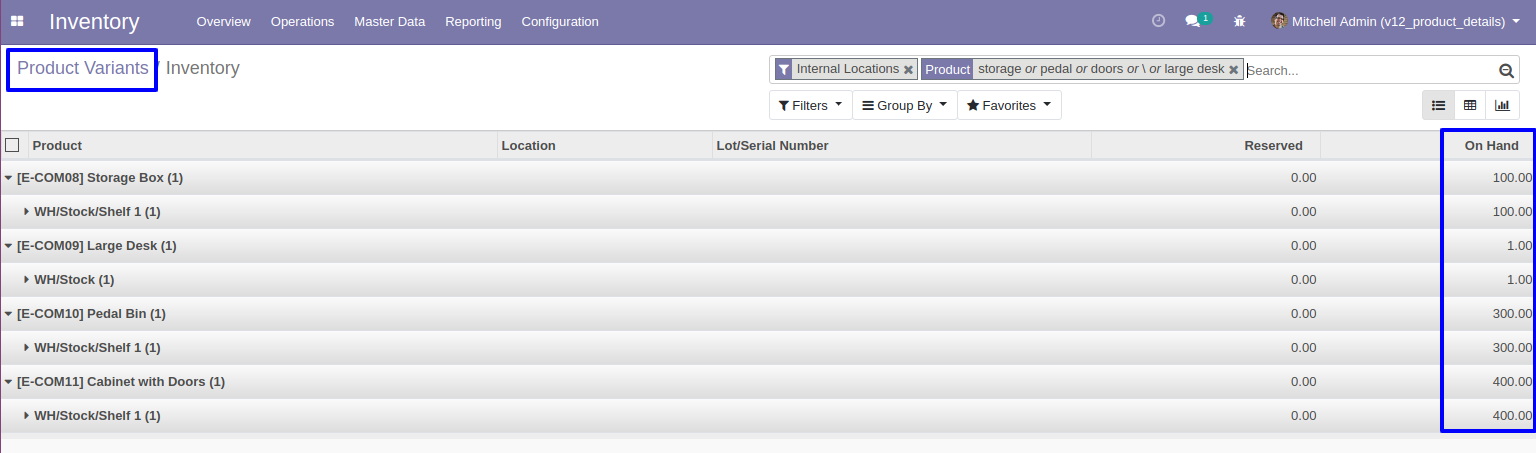 Inventory Overview Operations Master Data Reporting Configuration 1 Mitchell Admin (v12_product_details)
Product Variants / Inventory
Internal Locations Product storage or pedal or doors or \ or large desk Search...
Filters Group By Favorites
Product Location Lot/Serial Number Reserved On Hand
[E-COM08] Storage Box (1) 0.00 100.00
WH/Stock/Shelf 1 (1) 0.00 100.00
[E-COM09] Large Desk (1) 0.00 1.00
WH/Stock (1) 0.00 1.00
[E-COM10] Pedal Bin (1) 0.00 300.00
WH/Stock/Shelf 1 (1) 0.00 300.00
[E-COM11] Cabinet with Doors (1) 0.00 400.00
WH/Stock/Shelf 1 (1) 0.00 400.00